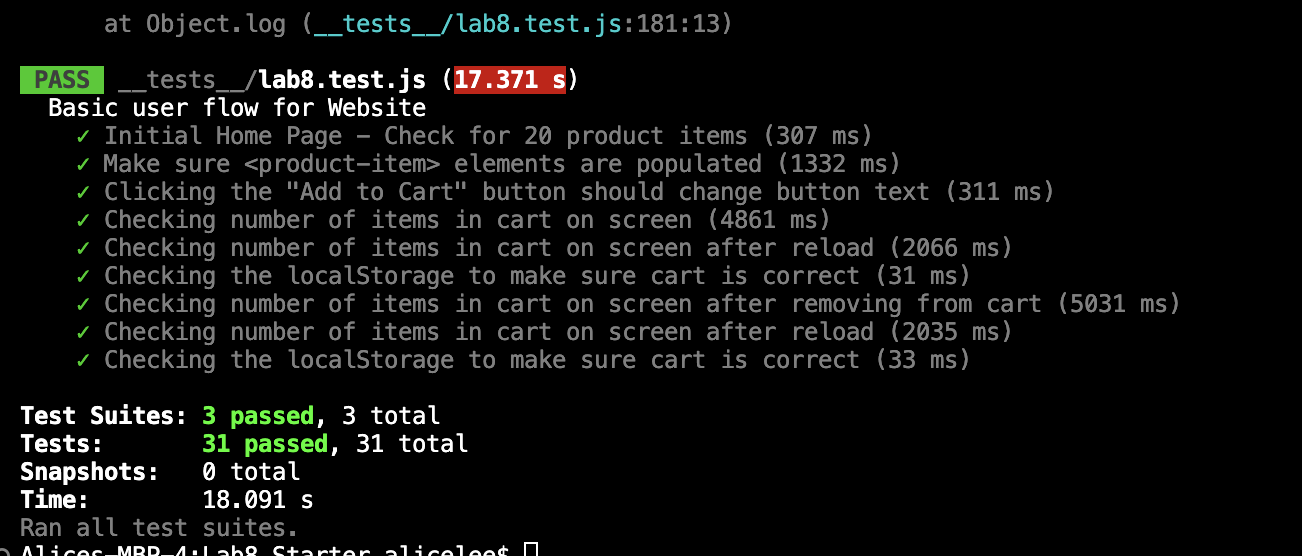 at Object.log (__tests__/lab8.test.js:181:13)
PASS __tests__/lab8.test.js (17.371 s)
Basic user flow for Website
✓ Initial Home Page – Check for 20 product items (307 ms)
✓ Make sure <product-item> elements are populated (1332 ms)
✓ Clicking the "Add to Cart" button should change button text (311 ms)
✓ Checking number of items in cart on screen (4861 ms)
✓ Checking number of items in cart on screen after reload (2066 ms)
✓ Checking the localStorage to make sure cart is correct (31 ms)
✓ Checking number of items in cart on screen after removing from cart (5031 ms)
✓ Checking number of items in cart on screen after reload (2035 ms)
✓ Checking the localStorage to make sure cart is correct (33 ms)
Test Suites: 3 passed, 3 total
Tests: 31 passed, 31 total
Snapshots: 0 total
Time: 18.091 s
Ran all test suites.
Alices-MBP-4:Lab8_Starter alicelee$